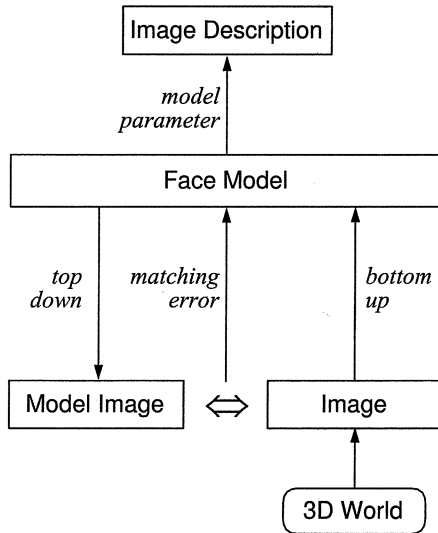 Image Description
model
parameter
Face Model
top
down
matching
error
bottom
up
Model Image
Image
3D World